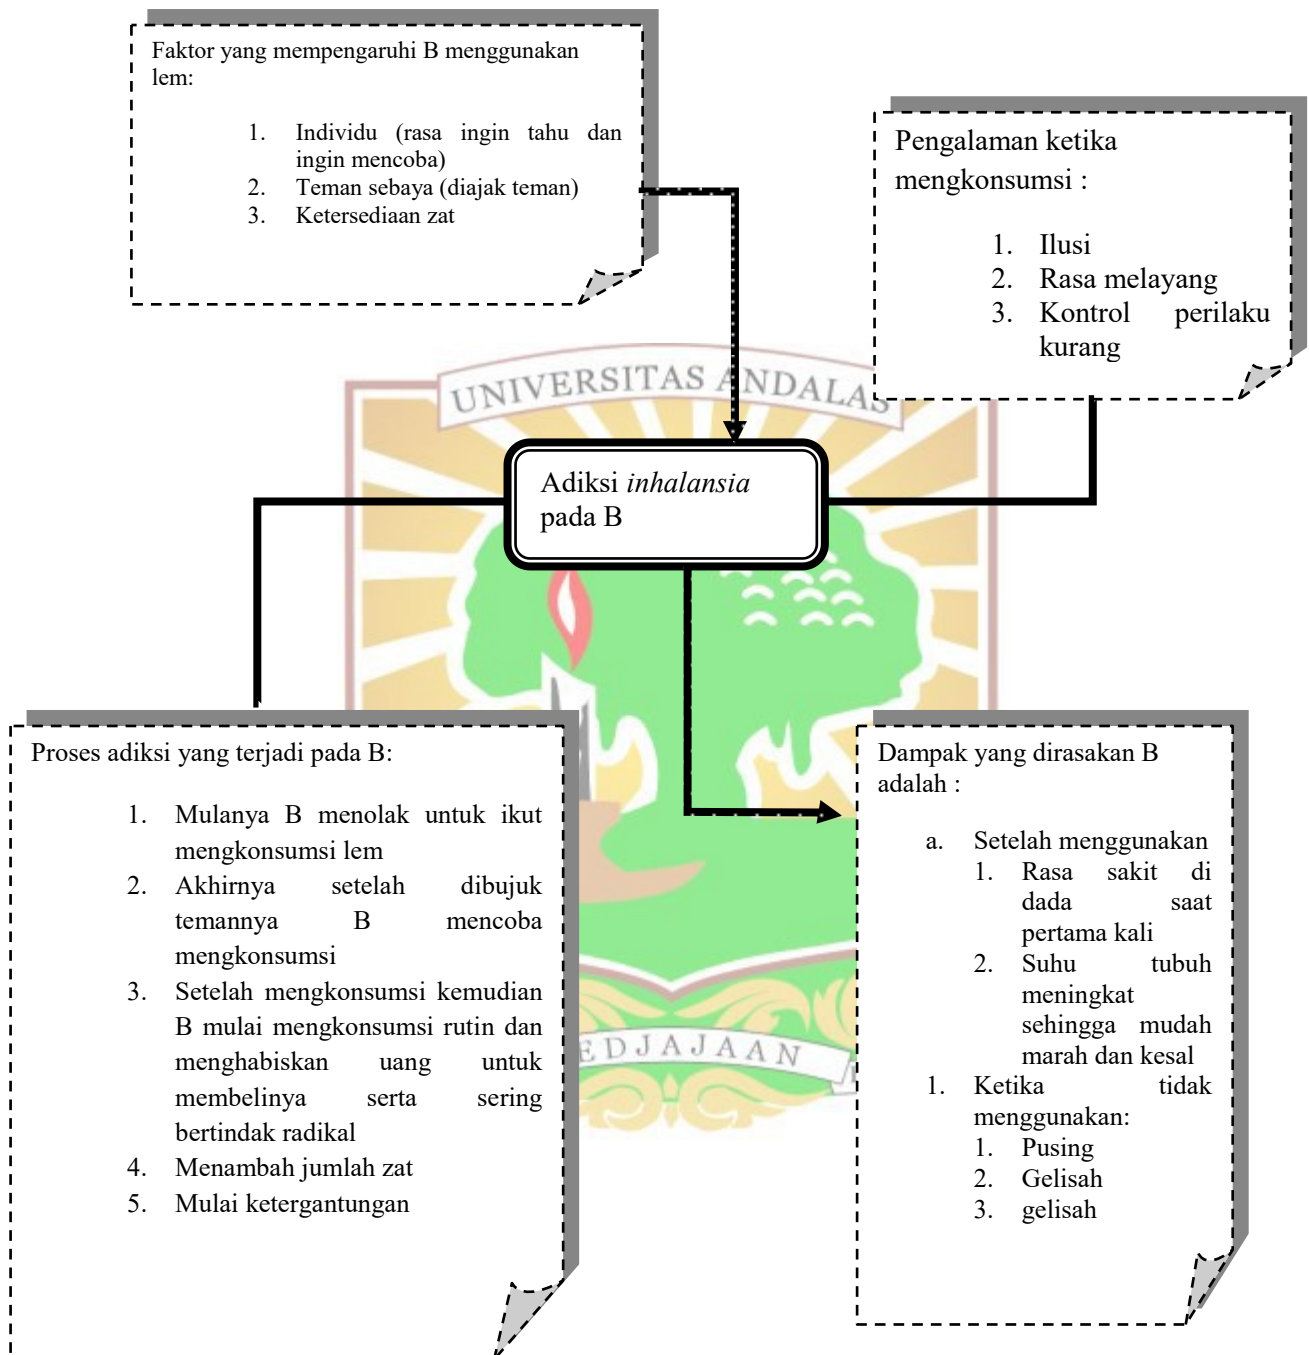 Faktor yang mempengaruhi B menggunakan
lem:
1. Individu (rasa ingin tahu dan
ingin mencoba)
2. Teman sebaya (diajak teman)
3. Ketersediaan zat
Pengalaman ketika
mengkonsumsi :
1. Ilusi
2. Rasa melayang
3. Kontrol perilaku
kurang
UNIVERSITAS ANDALAS
Adiksi inhalansia
pada B
Proses adiksi yang terjadi pada B:
1. Mulanya B menolak untuk ikut
mengkonsumsi lem
2. Akhirnya setelah dibujuk
temannya B mencoba
mengkonsumsi
3. Setelah mengkonsumsi kemudian
B mulai mengkonsumsi rutin dan
menghabiskan uang untuk
membelinya serta sering
bertindak radikal
4. Menambah jumlah zat
5. Mulai ketergantungan
Dampak yang dirasakan B
adalah :
a. Setelah menggunakan
1. Rasa sakit di
dada saat
pertama kali
2. Suhu tubuh
meningkat
sehingga mudah
marah dan kesal
1. Ketika tidak
menggunakan:
1. Pusing
2. Gelisah
3. gelisah
EDJAJAAN